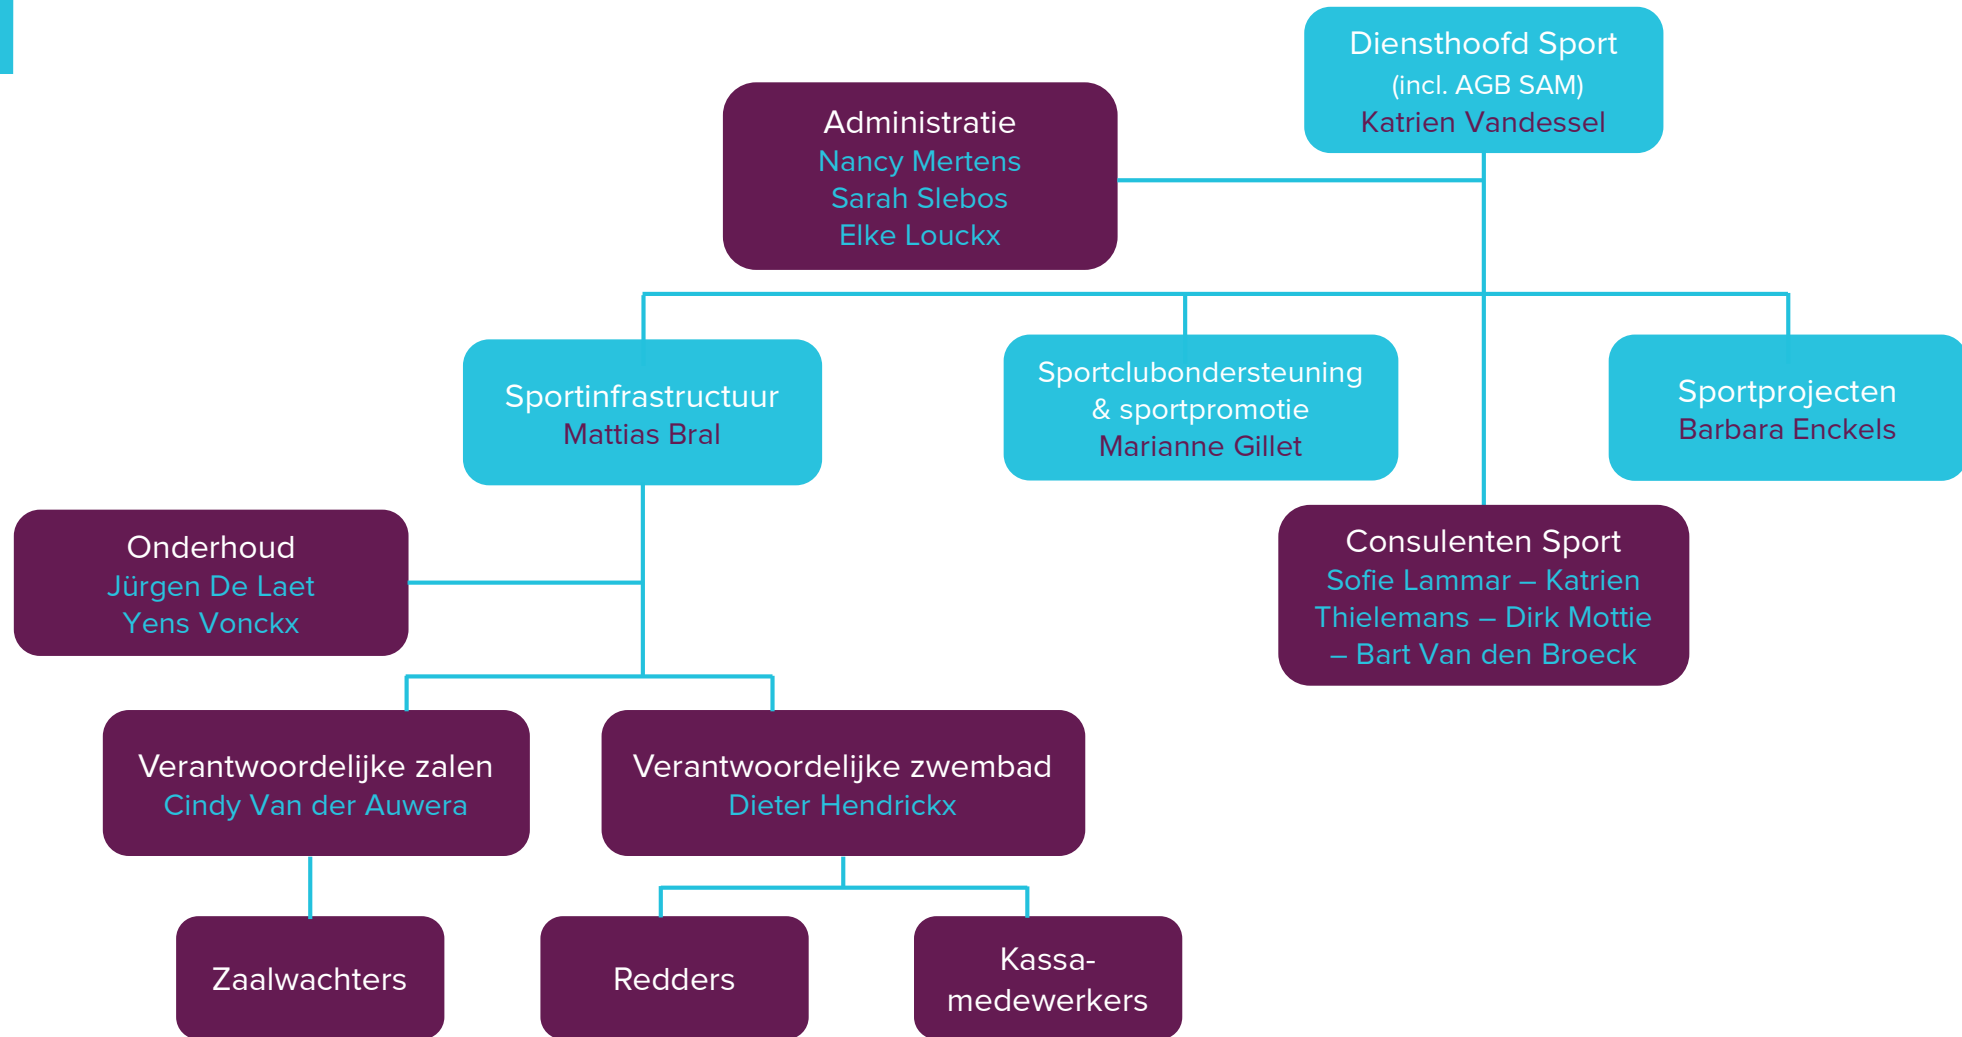 Diensthoofd Sport
(incl. AGB SAM)
Katrien Vandessel
Administratie
Nancy Mertens
Sarah Slebos
Elke Louckx
Sportinfrastructuur
Mattias Bral
Sportclubondersteuning
& sportpromotie
Marianne Gillet
Sportprojecten
Barbara Enckels
Onderhoud
Jürgen De Laet
Yens Vonckx
Consulenten Sport
Sofie Lammar – Katrien
Thielemans – Dirk Mottie
– Bart Van den Broeck
Verantwoordelijke zalen
Cindy Van der Auwera
Verantwoordelijke zwembad
Dieter Hendrickx
Zaalwachters
Redders
Kassa-
medewerkers